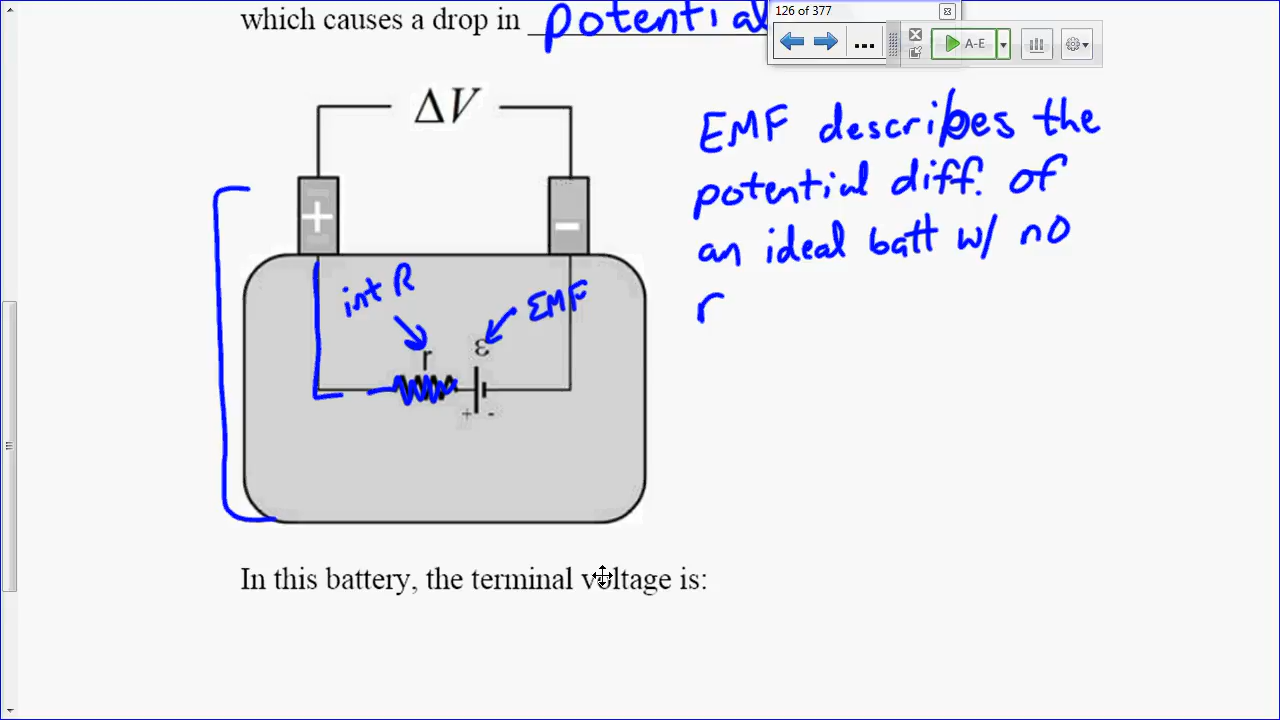 which causes a drop in potential
126 of 377
A-E
ΔV
EMF describes the
potential diff. of
an ideal batt w/ no
r
+ -
int R
EMF
r ε
+ -
In this battery, the terminal voltage is: